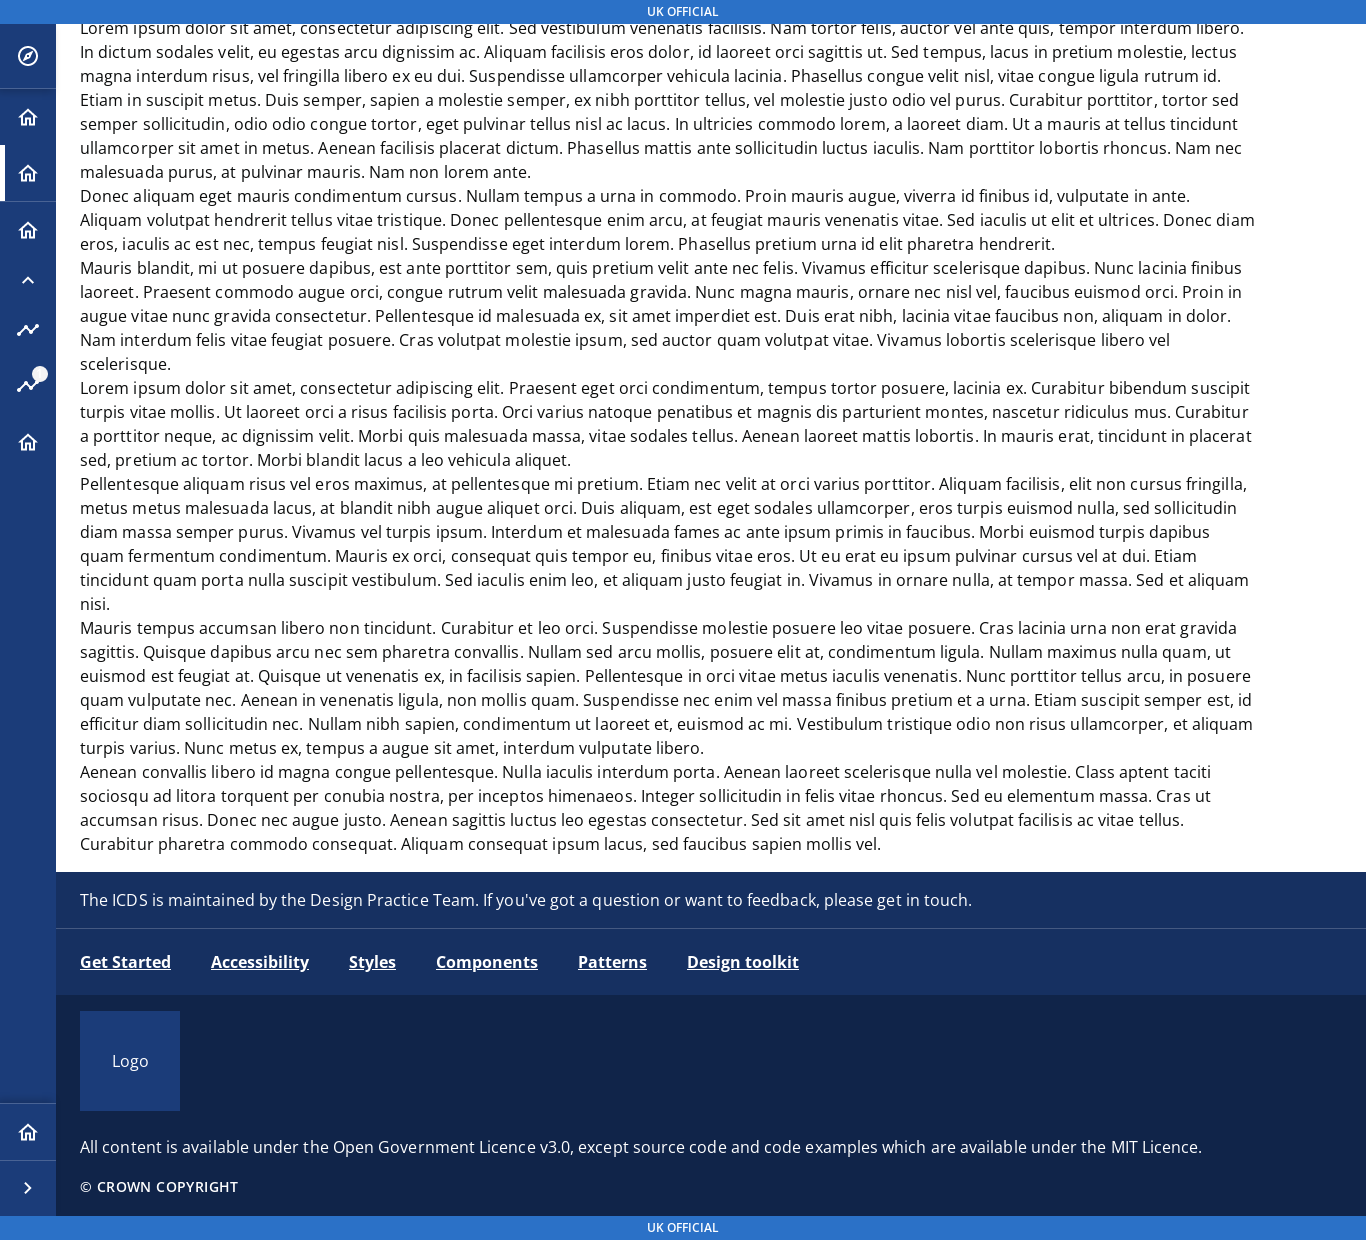 UK OFFICIAL
Lorem ipsum dolor sit amet, consectetur adipiscing elit. Sed vestibulum venenatis facilisis. Nam tortor felis, auctor vel ante quis, tempor interdum libero.
In dictum sodales velit, eu egestas arcu dignissim ac. Aliquam facilisis eros dolor, id laoreet orci sagittis ut. Sed tempus, lacus in pretium molestie, lectus
magna interdum risus, vel fringilla libero ex eu dui. Suspendisse ullamcorper vehicula lacinia. Phasellus congue velit nisl, vitae congue ligula rutrum id.
Etiam in suscipit metus. Duis semper, sapien a molestie semper, ex nibh porttitor tellus, vel molestie justo odio vel purus. Curabitur porttitor, tortor sed
semper sollicitudin, odio odio congue tortor, eget pulvinar tellus nisl ac lacus. In ultricies commodo lorem, a laoreet diam. Ut a mauris at tellus tincidunt
ullamcorper sit amet in metus. Aenean facilisis placerat dictum. Phasellus mattis ante sollicitudin luctus iaculis. Nam porttitor lobortis rhoncus. Nam nec
malesuada purus, at pulvinar mauris. Nam non lorem ante.
Donec aliquam eget mauris condimentum cursus. Nullam tempus a urna in commodo. Proin mauris augue, viverra id finibus id, vulputate in ante.
Aliquam volutpat hendrerit tellus vitae tristique. Donec pellentesque enim arcu, at feugiat mauris venenatis vitae. Sed iaculis ut elit et ultrices. Donec diam
eros, iaculis ac est nec, tempus feugiat nisl. Suspendisse eget interdum lorem. Phasellus pretium urna id elit pharetra hendrerit.
Mauris blandit, mi ut posuere dapibus, est ante porttitor sem, quis pretium velit ante nec felis. Vivamus efficitur scelerisque dapibus. Nunc lacinia finibus
laoreet. Praesent commodo augue orci, congue rutrum velit malesuada gravida. Nunc magna mauris, ornare nec nisl vel, faucibus euismod orci. Proin in
augue vitae nunc gravida consectetur. Pellentesque id malesuada ex, sit amet imperdiet est. Duis erat nibh, lacinia vitae faucibus non, aliquam in dolor.
Nam interdum felis vitae feugiat posuere. Cras volutpat molestie ipsum, sed auctor quam volutpat vitae. Vivamus lobortis scelerisque libero vel
scelerisque.
Lorem ipsum dolor sit amet, consectetur adipiscing elit. Praesent eget orci condimentum, tempus tortor posuere, lacinia ex. Curabitur bibendum suscipit
turpis vitae mollis. Ut laoreet orci a risus facilisis porta. Orci varius natoque penatibus et magnis dis parturient montes, nascetur ridiculus mus. Curabitur
a porttitor neque, ac dignissim velit. Morbi quis malesuada massa, vitae sodales tellus. Aenean laoreet mattis lobortis. In mauris erat, tincidunt in placerat
sed, pretium ac tortor. Morbi blandit lacus a leo vehicula aliquet.
Pellentesque aliquam risus vel eros maximus, at pellentesque mi pretium. Etiam nec velit at orci varius porttitor. Aliquam facilisis, elit non cursus fringilla,
metus metus malesuada lacus, at blandit nibh augue aliquet orci. Duis aliquam, est eget sodales ullamcorper, eros turpis euismod nulla, sed sollicitudin
diam massa semper purus. Vivamus vel turpis ipsum. Interdum et malesuada fames ac ante ipsum primis in faucibus. Morbi euismod turpis dapibus
quam fermentum condimentum. Mauris ex orci, consequat quis tempor eu, finibus vitae eros. Ut eu erat eu ipsum pulvinar cursus vel at dui. Etiam
tincidunt quam porta nulla suscipit vestibulum. Sed iaculis enim leo, et aliquam justo feugiat in. Vivamus in ornare nulla, at tempor massa. Sed et aliquam
nisi.
Mauris tempus accumsan libero non tincidunt. Curabitur et leo orci. Suspendisse molestie posuere leo vitae posuere. Cras lacinia urna non erat gravida
sagittis. Quisque dapibus arcu nec sem pharetra convallis. Nullam sed arcu mollis, posuere elit at, condimentum ligula. Nullam maximus nulla quam, ut
euismod est feugiat at. Quisque ut venenatis ex, in facilisis sapien. Pellentesque in orci vitae metus iaculis venenatis. Nunc porttitor tellus arcu, in posuere
quam vulputate nec. Aenean in venenatis ligula, non mollis quam. Suspendisse nec enim vel massa finibus pretium et a urna. Etiam suscipit semper est, id
efficitur diam sollicitudin nec. Nullam nibh sapien, condimentum ut laoreet et, euismod ac mi. Vestibulum tristique odio non risus ullamcorper, et aliquam
turpis varius. Nunc metus ex, tempus a augue sit amet, interdum vulputate libero.
Aenean convallis libero id magna congue pellentesque. Nulla iaculis interdum porta. Aenean laoreet scelerisque nulla vel molestie. Class aptent taciti
sociosqu ad litora torquent per conubia nostra, per inceptos himenaeos. Integer sollicitudin in felis vitae rhoncus. Sed eu elementum massa. Cras ut
accumsan risus. Donec nec augue justo. Aenean sagittis luctus leo egestas consectetur. Sed sit amet nisl quis felis volutpat facilisis ac vitae tellus.
Curabitur pharetra commodo consequat. Aliquam consequat ipsum lacus, sed faucibus sapien mollis vel.
The ICDS is maintained by the Design Practice Team. If you've got a question or want to feedback, please get in touch.
Get Started Accessibility Styles Components Patterns Design toolkit
Logo
All content is available under the Open Government Licence v3.0, except source code and code examples which are available under the MIT Licence.
© CROWN COPYRIGHT
UK OFFICIAL